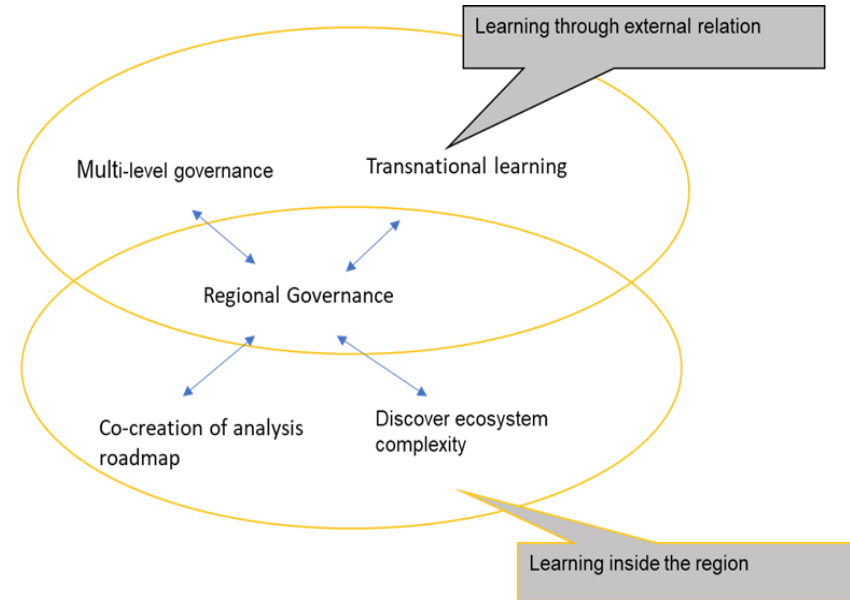 Learning through external relation
Multi-level governance
Transnational learning
Regional Governance
Co-creation of analysis
roadmap
Discover ecosystem
complexity
Learning inside the region